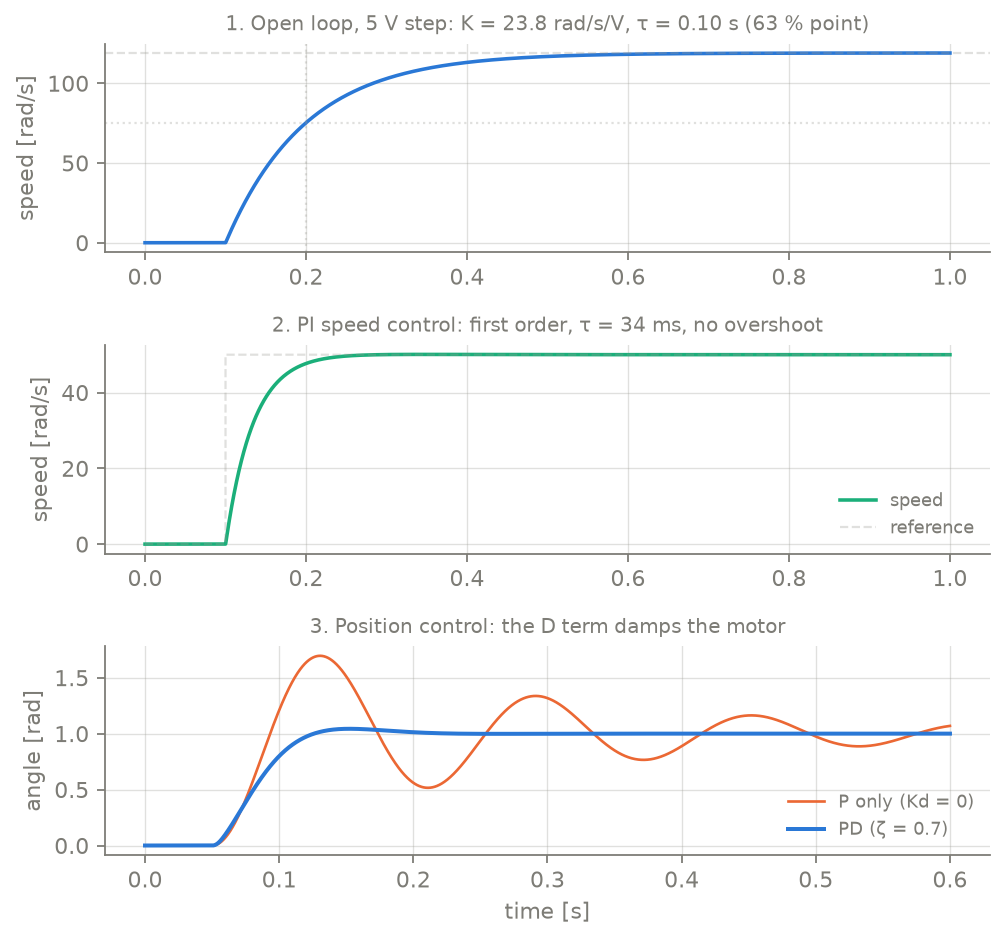 1. Open loop, 5 V step: K = 23.8 rad/s/V, τ = 0.10 s (63 % point)
speed [rad/s]
100
50
0
0.0 0.2 0.4 0.6 0.8 1.0
2. PI speed control: first order, τ = 34 ms, no overshoot
speed [rad/s]
40
20
0
speed
reference
0.0 0.2 0.4 0.6 0.8 1.0
3. Position control: the D term damps the motor
angle [rad]
1.5
1.0
0.5
0.0
P only (Kd = 0)
PD (ζ = 0.7)
0.0 0.1 0.2 0.3 0.4 0.5 0.6
time [s]